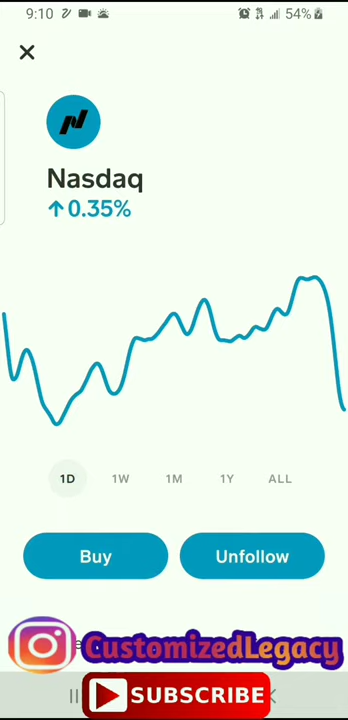 9:10 54%
Nasdaq
↑0.35%
1D 1W 1M 1Y ALL
Buy Unfollow
CustomizedLegacy
SUBSCRIBE